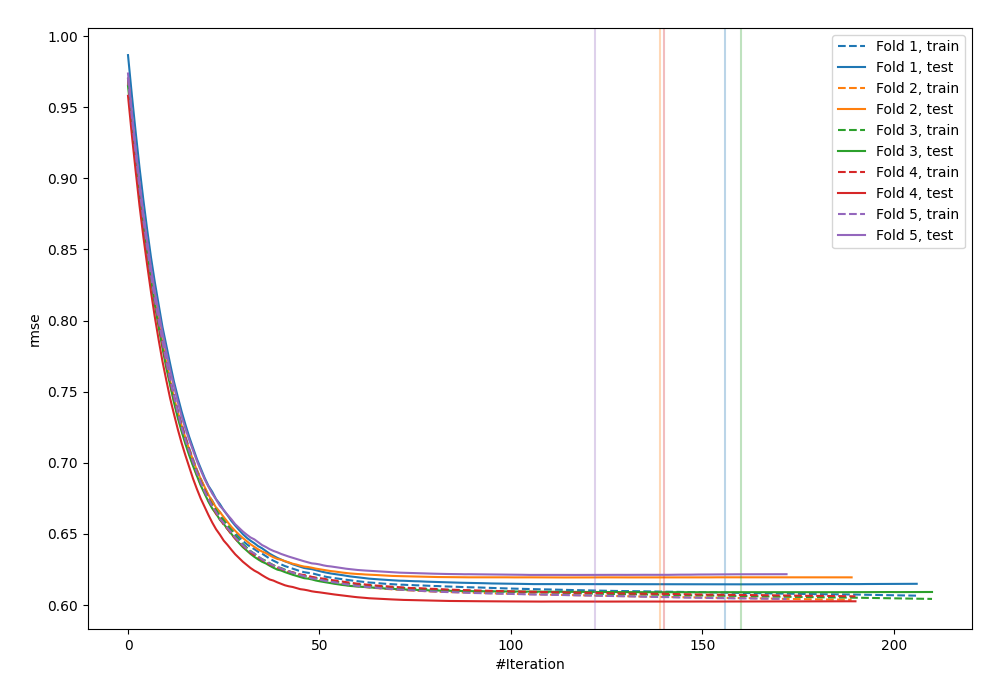 1.00
0.95
0.90
0.85
0.80
0.75
0.70
0.65
0.60
rmse
0
50
100
150
200
#Iteration
Fold 1, train
Fold 1, test
Fold 2, train
Fold 2, test
Fold 3, train
Fold 3, test
Fold 4, train
Fold 4, test
Fold 5, train
Fold 5, test